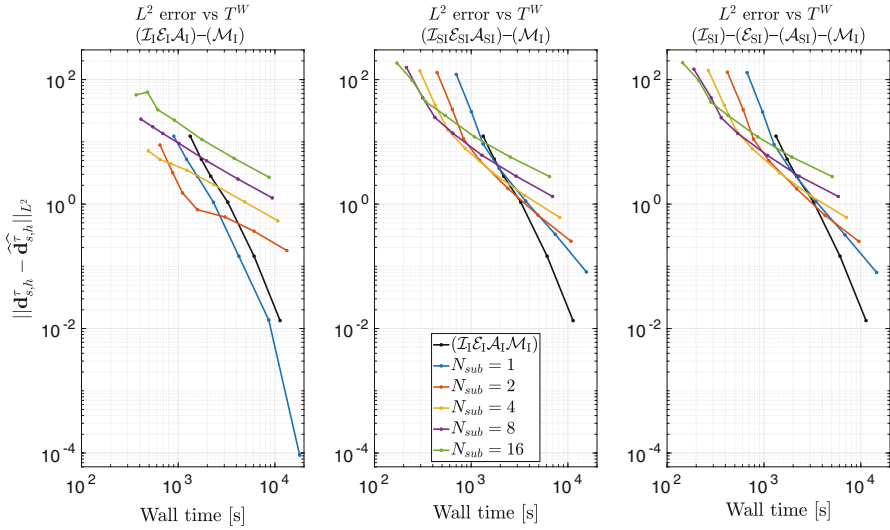 L² error vs T^W
(ℐ_I ℰ_I 𝒜_I)–(ℳ_I)
L² error vs T^W
(ℐ_SI ℰ_SI 𝒜_SI)–(ℳ_I)
L² error vs T^W
(ℐ_SI)–(ℰ_SI)–(𝒜_SI)–(ℳ_I)
||𝐝^τ_{s,h} − \widetilde{𝐝^τ_{s,h}}||_{L²}
10²
10⁰
10⁻²
10⁻⁴
10²
10³
10⁴
Wall time [s]
10²
10⁰
10⁻²
10⁻⁴
(ℐ_I ℰ_I 𝒜_I ℳ_I)
N_sub = 1
N_sub = 2
N_sub = 4
N_sub = 8
N_sub = 16
10²
10³
10⁴
Wall time [s]
10²
10⁰
10⁻²
10⁻⁴
10²
10³
10⁴
Wall time [s]